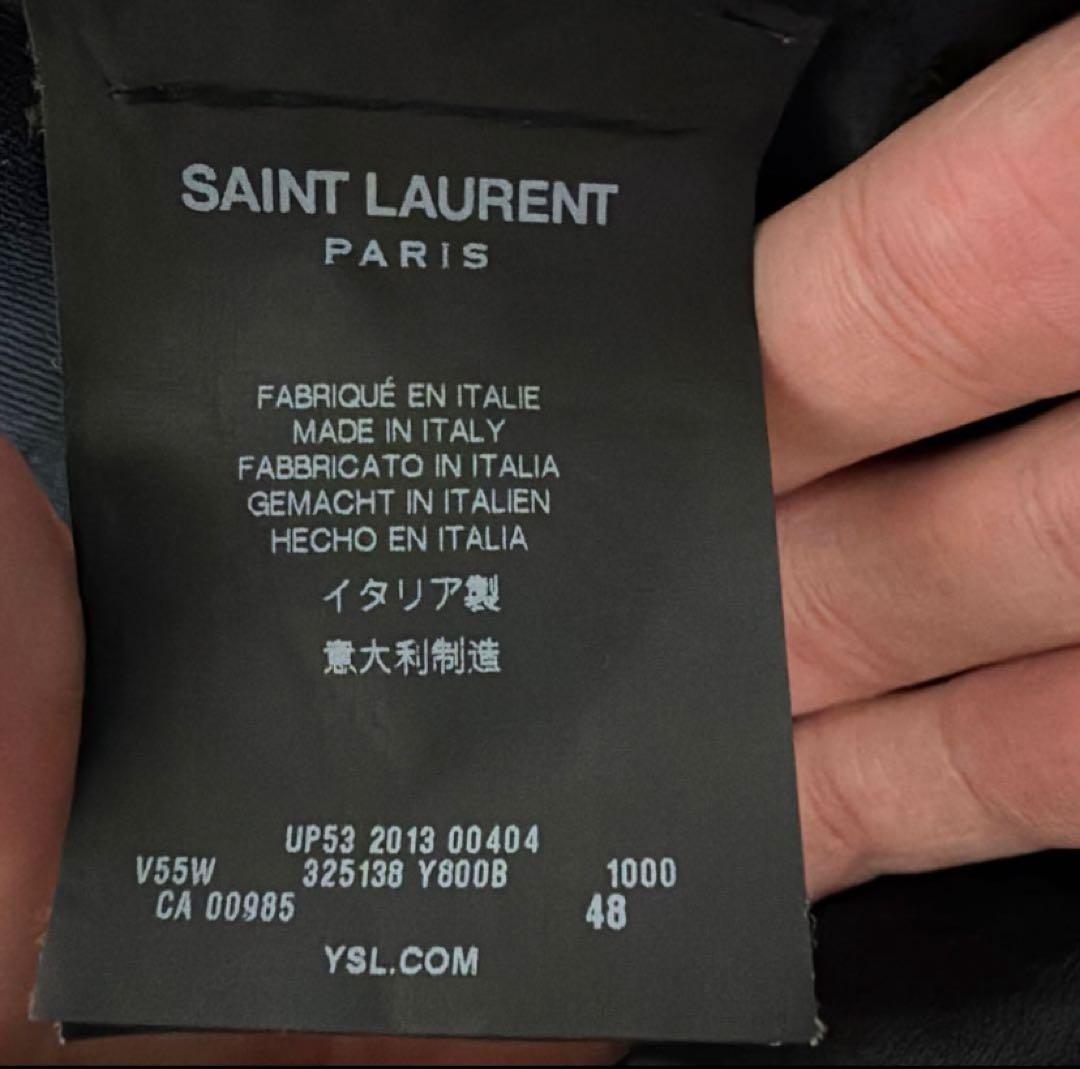 SAINT LAURENT
PARIS
FABRIQUÉ EN ITALIE
MADE IN ITALY
FABBRICATO IN ITALIA
GEMACHT IN ITALIEN
HECHO EN ITALIA
イタリア製
意大利制造
UP53 2013 00404
V55W 325138 Y800B 1000
CA 00985 48
YSL.COM